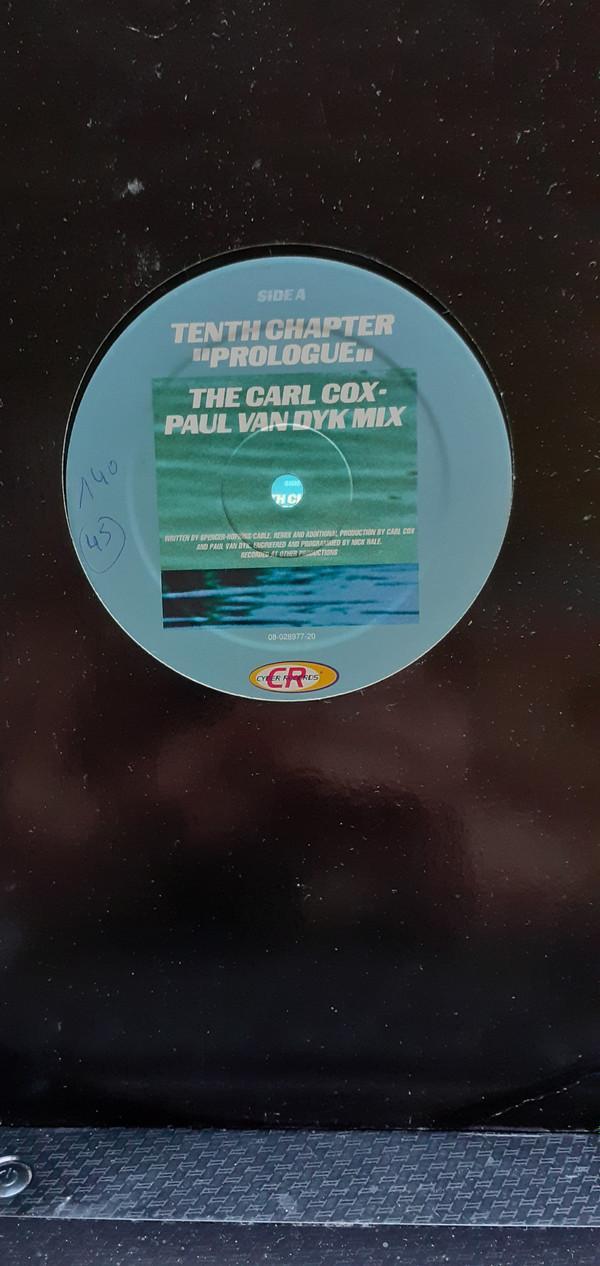 SIDE A
TENTH CHAPTER
"PROLOGUE"
THE CARL COX-
PAUL VAN DYK MIX
TH CH
140
45
WRITTEN BY SPENCER-HOPKINS-CABLE. REMIX AND ADDITIONAL PRODUCTION BY CARL COX
AND PAUL VAN DYK. ENGINEERED AND PROGRAMMED BY NICK HALE.
RECORDED AT OTHER PRODUCTIONS
08-028977-20
CYBER RECORDS
CR